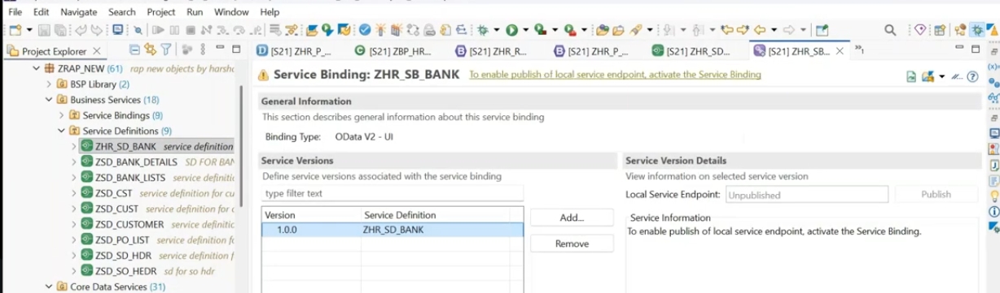 File Edit Navigate Search Project Run Window Help
Project Explorer
[S21] ZHR_P_... [S21] ZBP_HR... [S21] ZHR_R... [S21] ZHR_P_... [S21] ZHR_SD... [S21] ZHR_SB...
ZRAP_NEW (61) rap new objects by harsho
BSP Library (2)
Business Services (18)
Service Bindings (9)
Service Definitions (9)
ZHR_SD_BANK service definition
ZSD_BANK_DETAILS SD FOR BAN
ZSD_BANK_LISTS service definitio
ZSD_CST service definition for cu
ZSD_CUST service definition for c
ZSD_CUSTOMER service definitio
ZSD_PO_LIST service definition fo
ZSD_SD_HDR service definition fo
ZSD_SO_HEDR sd for so hdr
Core Data Services (31)
Service Binding: ZHR_SB_BANK To enable publish of local service endpoint, activate the Service Binding
General Information
This section describes general information about this service binding
Binding Type: OData V2 - UI
Service Versions
Define service versions associated with the service binding
type filter text
Version Service Definition
1.0.0 ZHR_SD_BANK
Add...
Remove
Service Version Details
View information on selected service version
Local Service Endpoint: Unpublished Publish
Service Information
To enable publish of local service endpoint, activate the Service Binding.